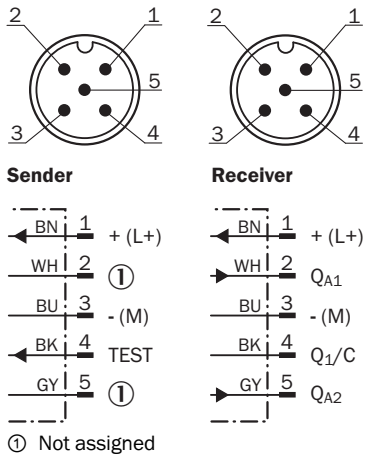 2 1 2 1
5 5
3 4 3 4
Sender Receiver
BN 1 + (L+) BN 1 + (L+)
WH 2 ① WH 2 QA1
BU 3 - (M) BU 3 - (M)
BK 4 TEST BK 4 Q1/C
GY 5 ① GY 5 QA2
① Not assigned